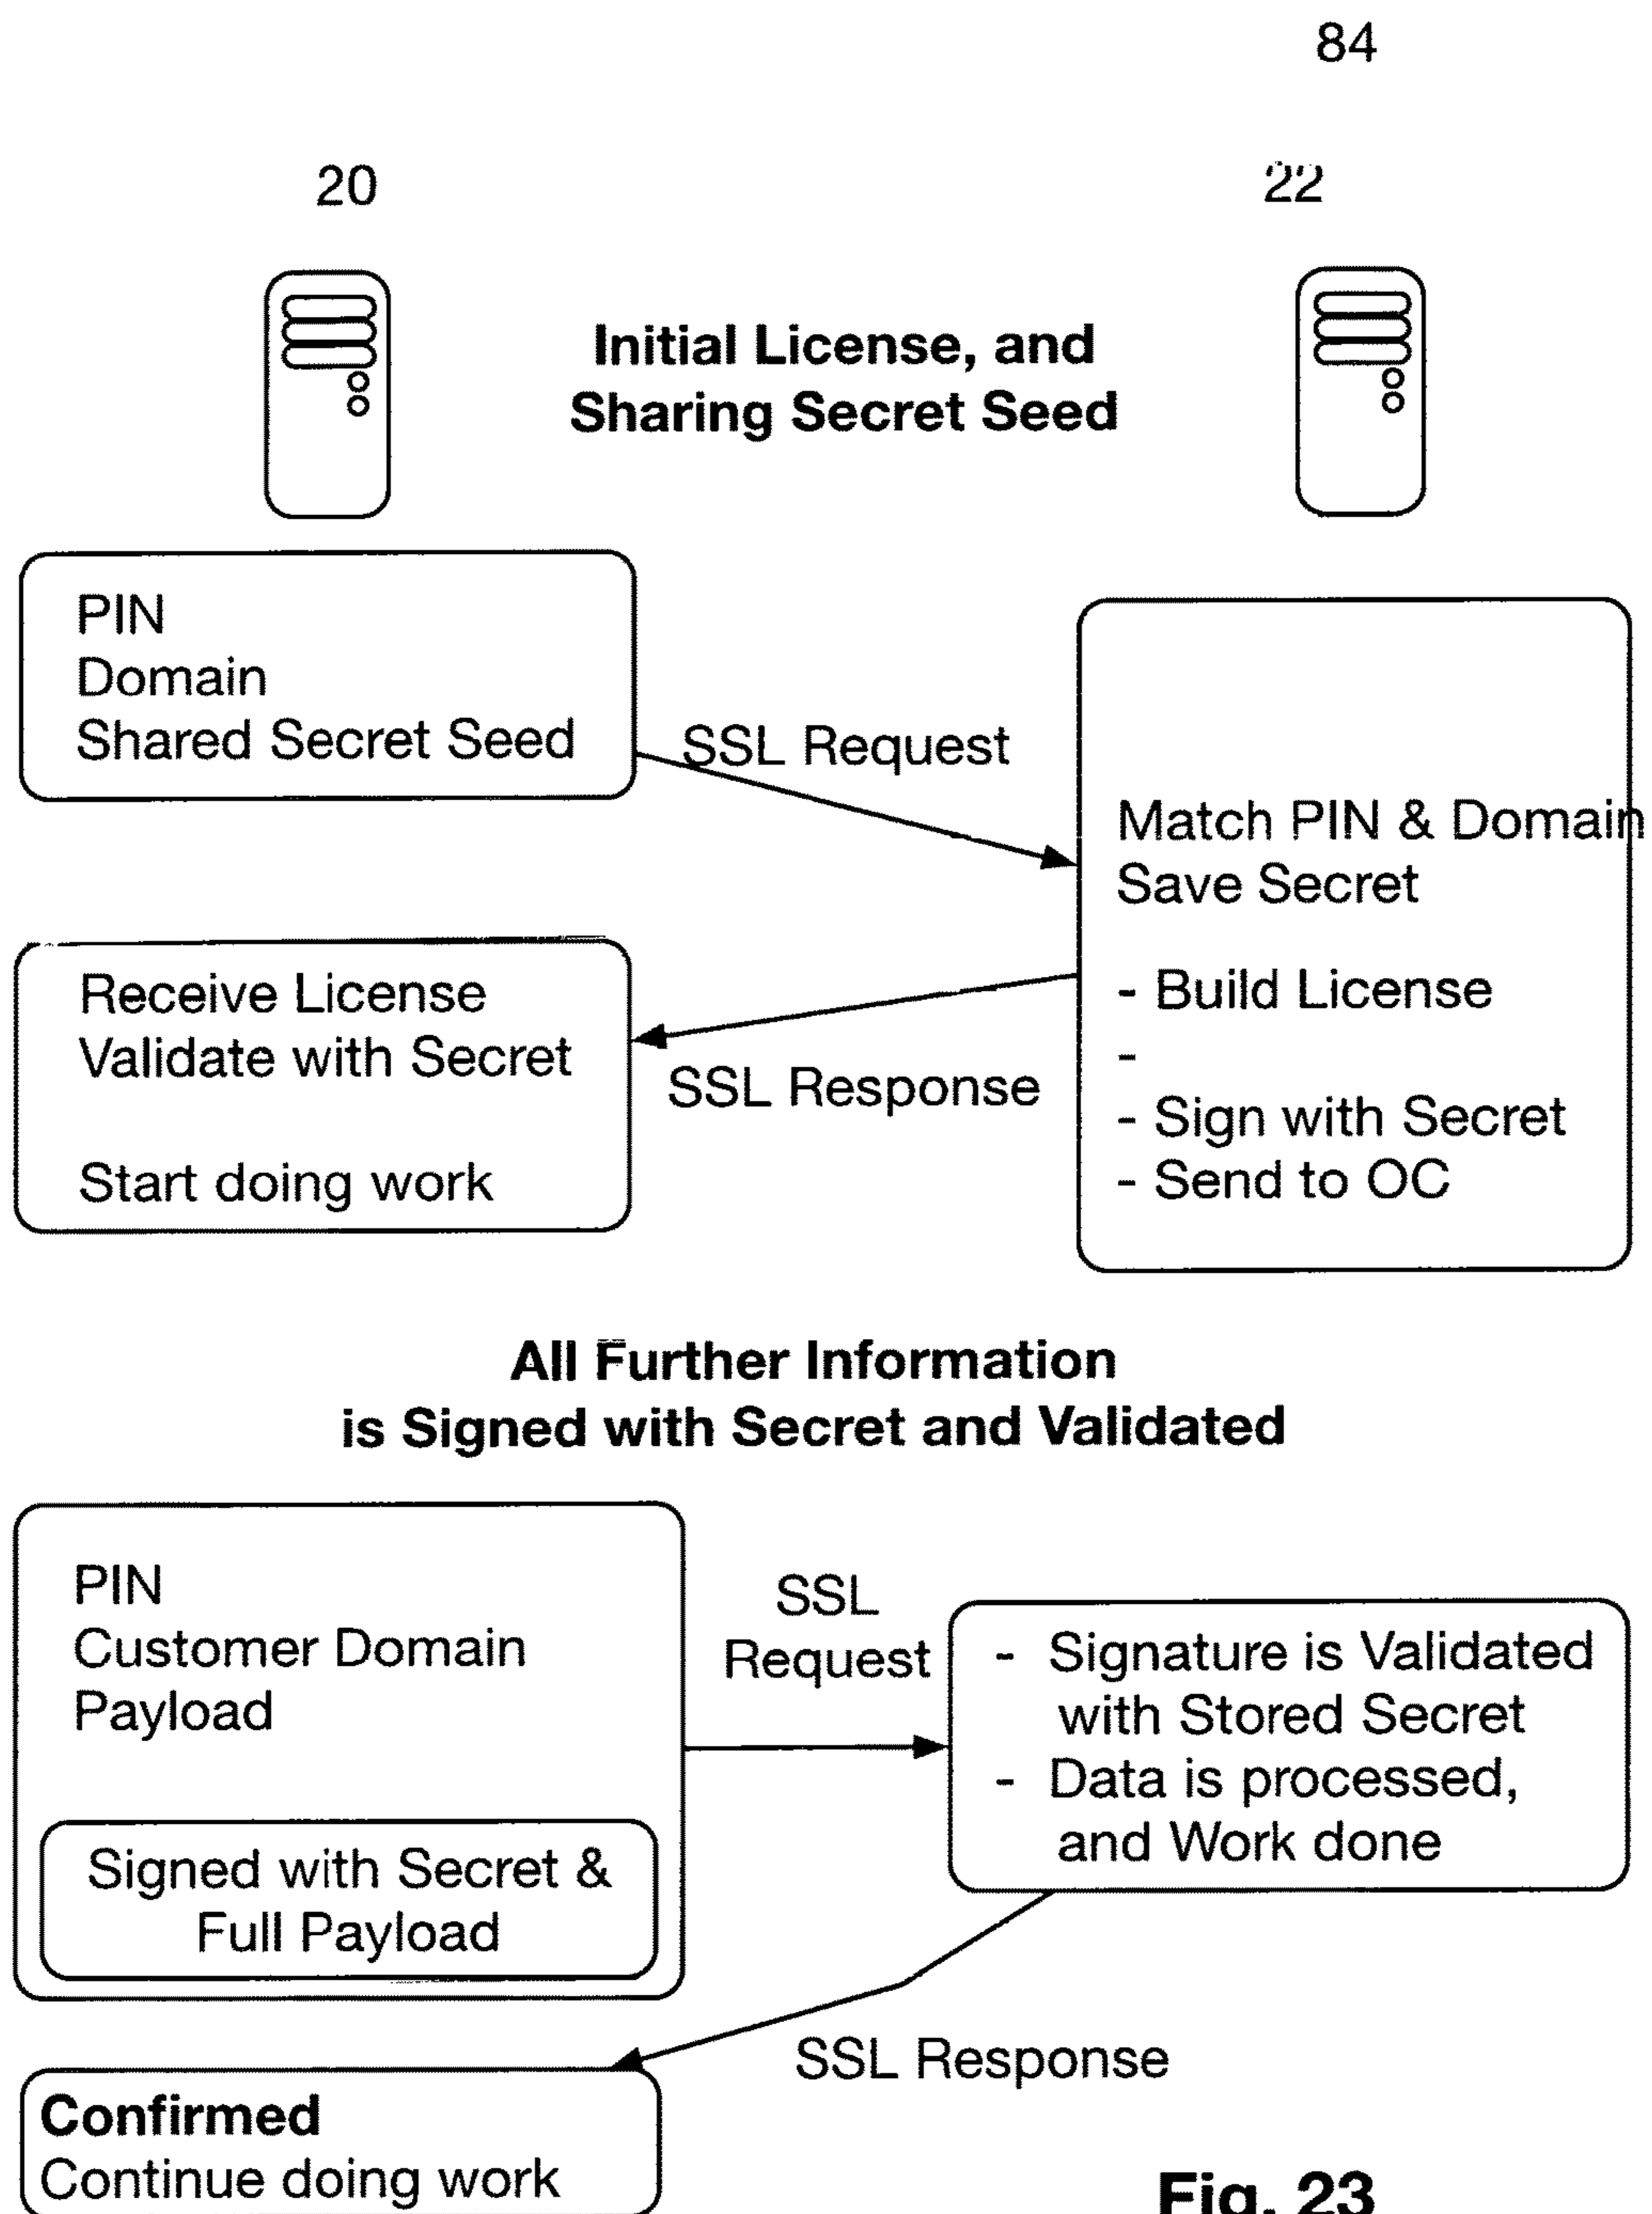 84
20
22
Initial License, and
Sharing Secret Seed
PIN
Domain
Shared Secret Seed
SSL Request
Match PIN & Domain
Save Secret
- Build License
-
- Sign with Secret
- Send to OC
Receive License
Validate with Secret
Start doing work
SSL Response
All Further Information
is Signed with Secret and Validated
PIN
Customer Domain
Payload
Signed with Secret &
Full Payload
SSL
Request
- Signature is Validated
with Stored Secret
- Data is processed,
and Work done
SSL Response
Confirmed
Continue doing work
Fig. 23